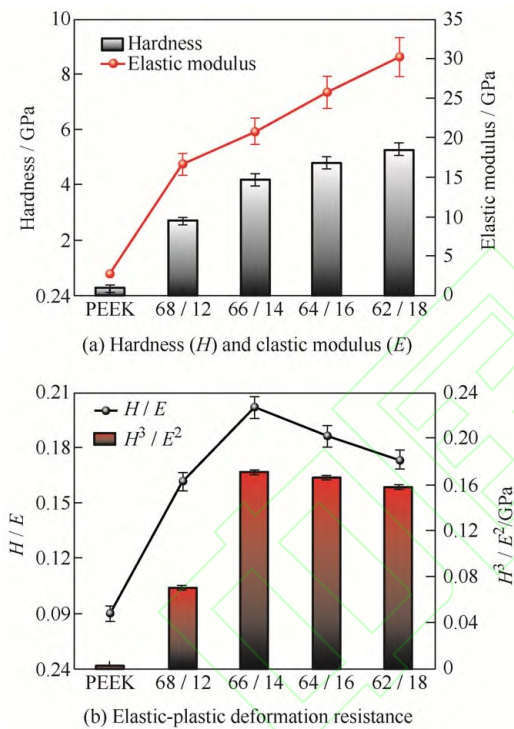 10
8
6
4
2
0.24
Hardness / GPa
Hardness
Elastic modulus
35
30
25
20
15
10
5
0
Elastic modulus / GPa
PEEK 68 / 12 66 / 14 64 / 16 62 / 18
(a) Hardness (H) and clastic modulus (E)
0.21
0.18
0.16
0.12
0.09
0.24
H / E
H / E
H³ / E²
0.24
0.20
0.16
0.12
0.08
0.04
0
H³ / E²/GPa
PEEK 68 / 12 66 / 14 64 / 16 62 / 18
(b) Elastic-plastic deformation resistance